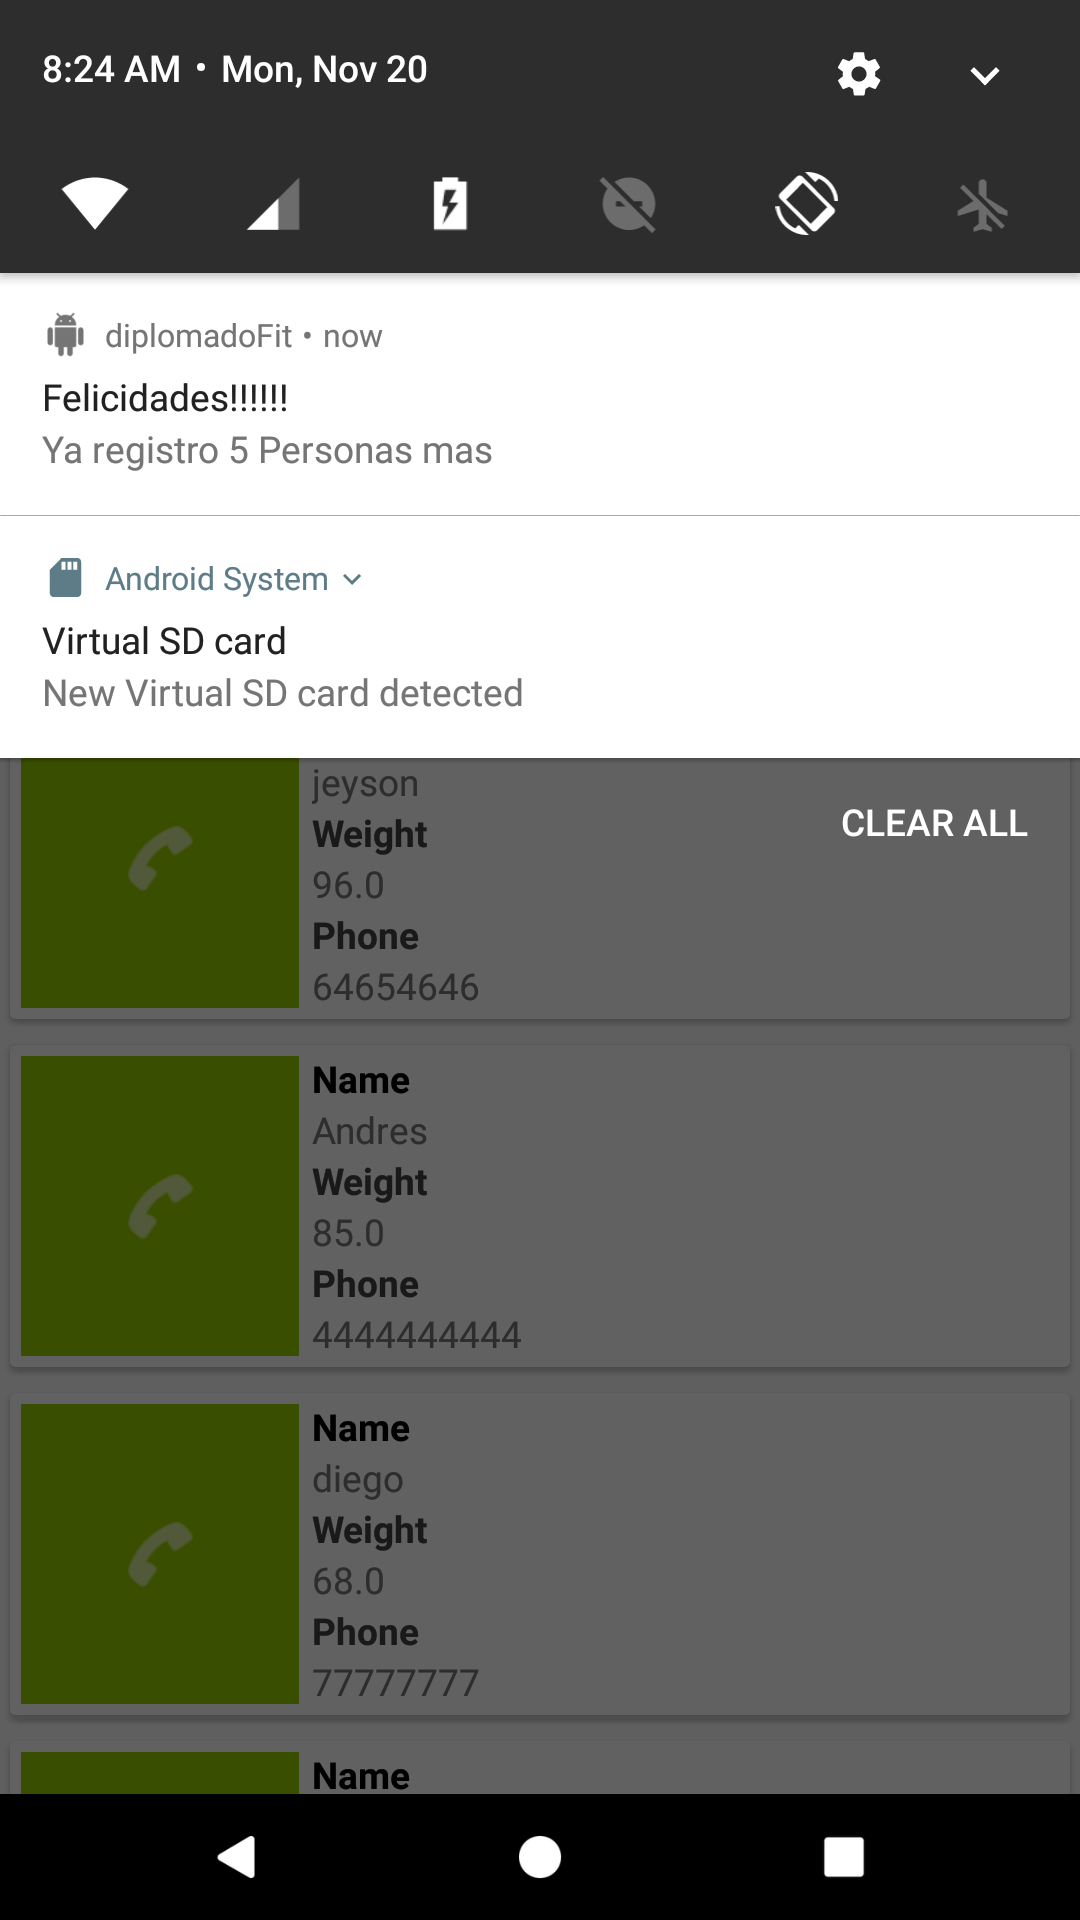 8:24 AM • Mon, Nov 20
diplomadoFit • now
Felicidades!!!!!!
Ya registro 5 Personas mas
Android System
Virtual SD card
New Virtual SD card detected
jeyson
CLEAR ALL
Weight
96.0
Phone
64654646
Name
Andres
Weight
85.0
Phone
4444444444
Name
diego
Weight
68.0
Phone
77777777
Name